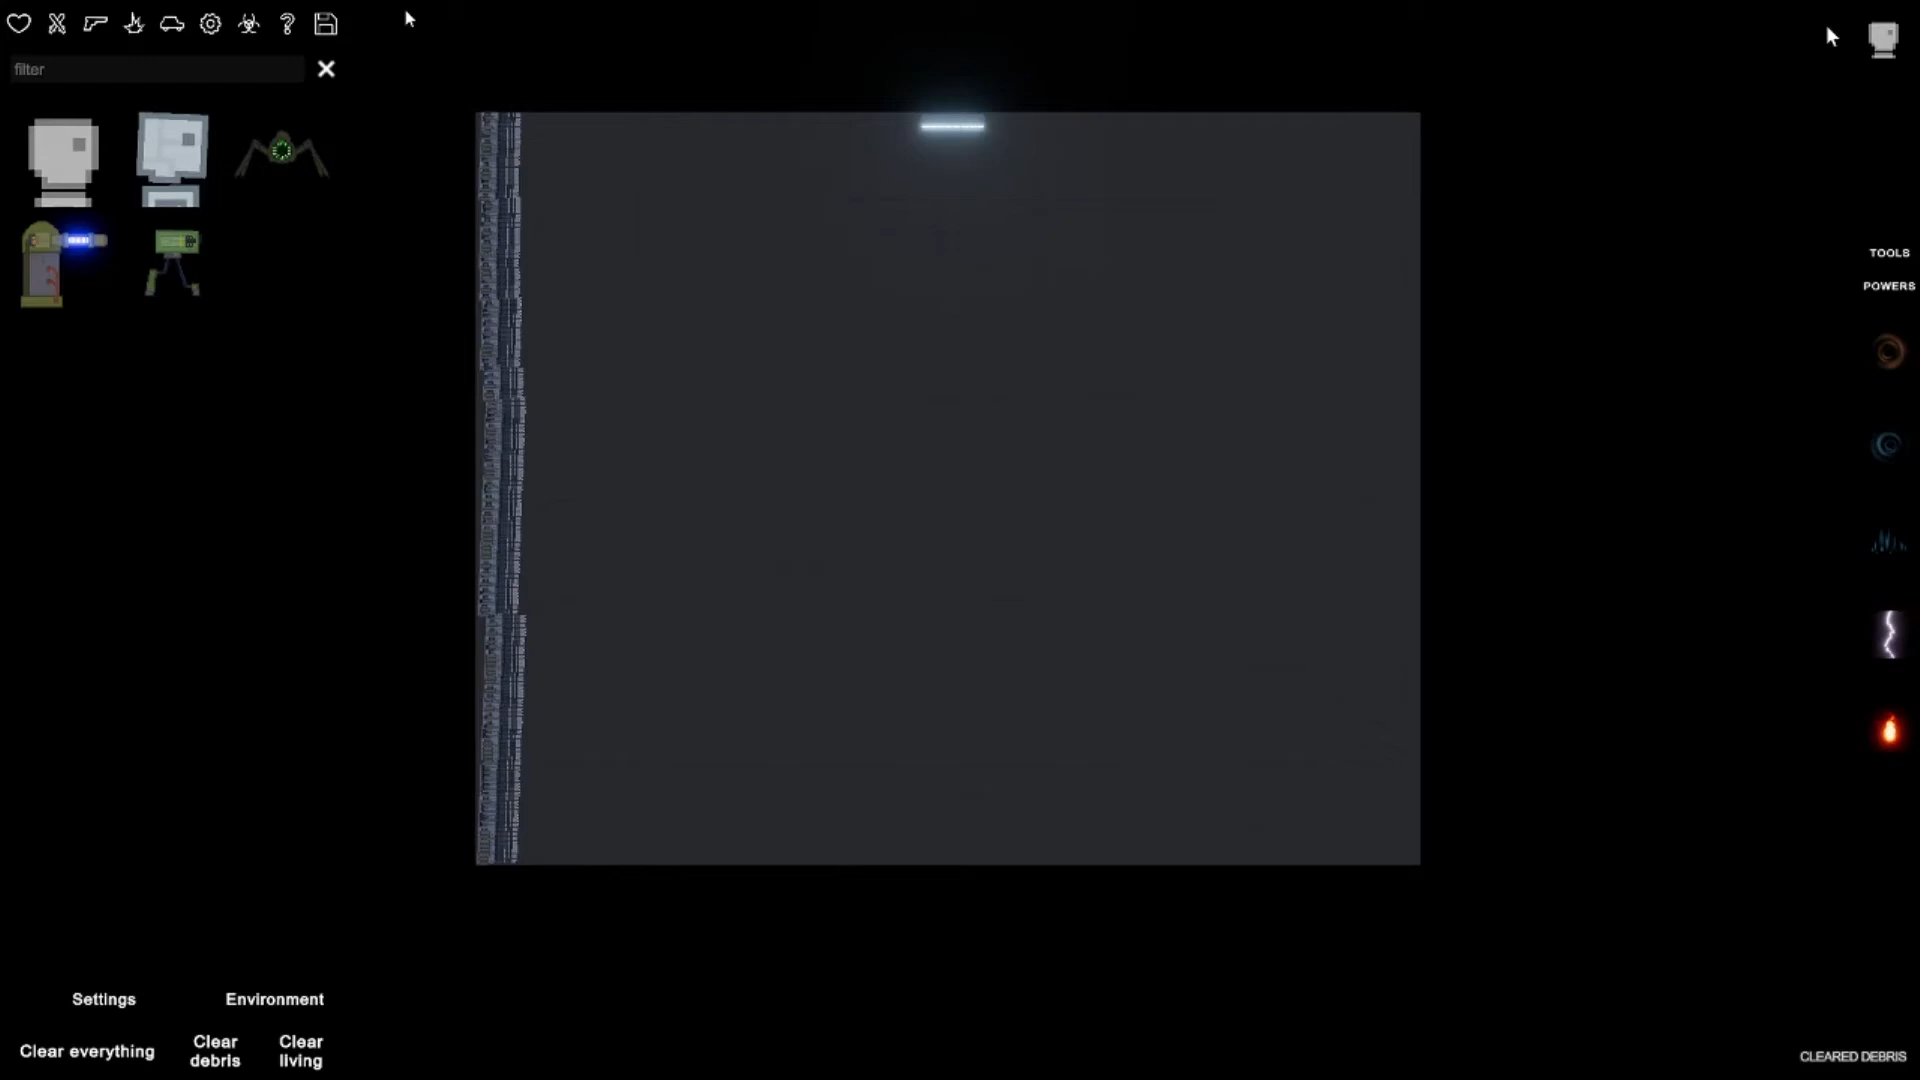 filter
TOOLS
POWERS
Settings
Environment
Clear everything
Clear
debris
Clear
living
CLEARED DEBRIS